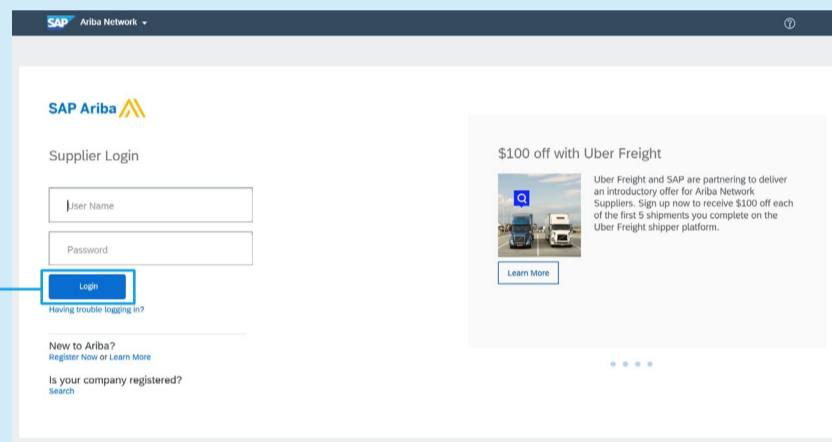 SAP Ariba Network
SAP Ariba
Supplier Login
User Name
Password
Login
Having trouble logging in?
New to Ariba?
Register Now or Learn More
Is your company registered?
Search
$100 off with Uber Freight
Uber Freight and SAP are partnering to deliver
an introductory offer for Ariba Network
Suppliers. Sign up now to receive $100 off each
of the first 5 shipments you complete on the
Uber Freight shipper platform.
Learn More